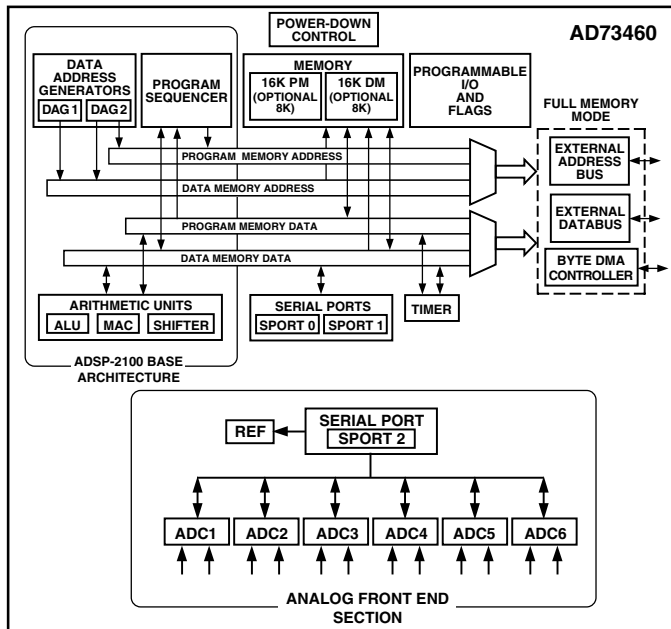 POWER-DOWN
CONTROL
AD73460
DATA
ADDRESS
GENERATORS
DAG 1
DAG 2
PROGRAM
SEQUENCER
MEMORY
16K PM
(OPTIONAL
8K)
16K DM
(OPTIONAL
8K)
PROGRAMMABLE
I/O
AND
FLAGS
FULL MEMORY
MODE
EXTERNAL
ADDRESS
BUS
EXTERNAL
DATABUS
BYTE DMA
CONTROLLER
PROGRAM MEMORY ADDRESS
DATA MEMORY ADDRESS
PROGRAM MEMORY DATA
DATA MEMORY DATA
ARITHMETIC UNITS
ALU
MAC
SHIFTER
SERIAL PORTS
SPORT 0
SPORT 1
TIMER
ADSP-2100 BASE
ARCHITECTURE
REF
SERIAL PORT
SPORT 2
ADC1
ADC2
ADC3
ADC4
ADC5
ADC6
ANALOG FRONT END
SECTION